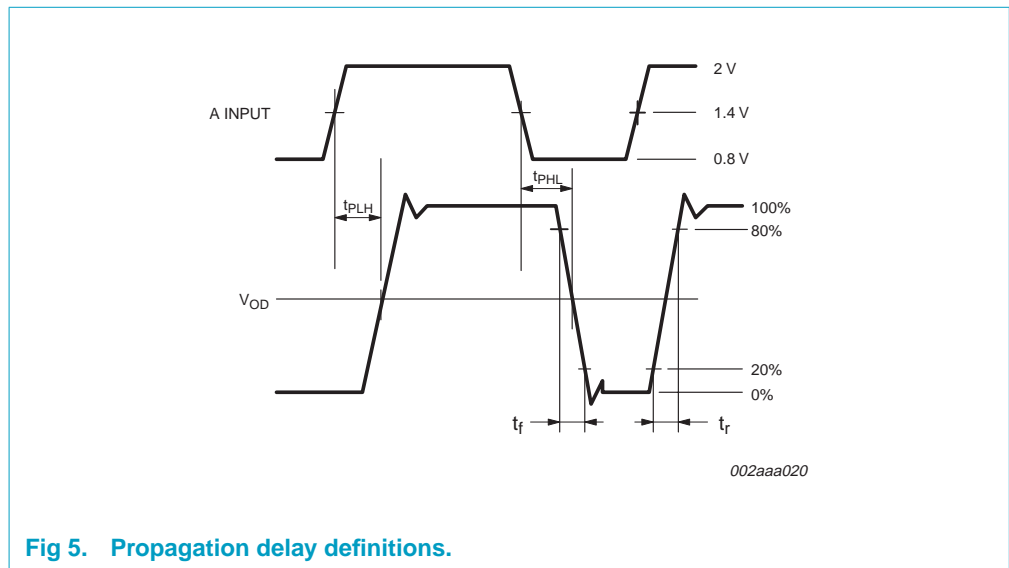 2 V
A INPUT
1.4 V
0.8 V
tPHL
tPLH
100%
80%
VOD
20%
0%
tf
tr
002aaa020
Fig 5. Propagation delay definitions.